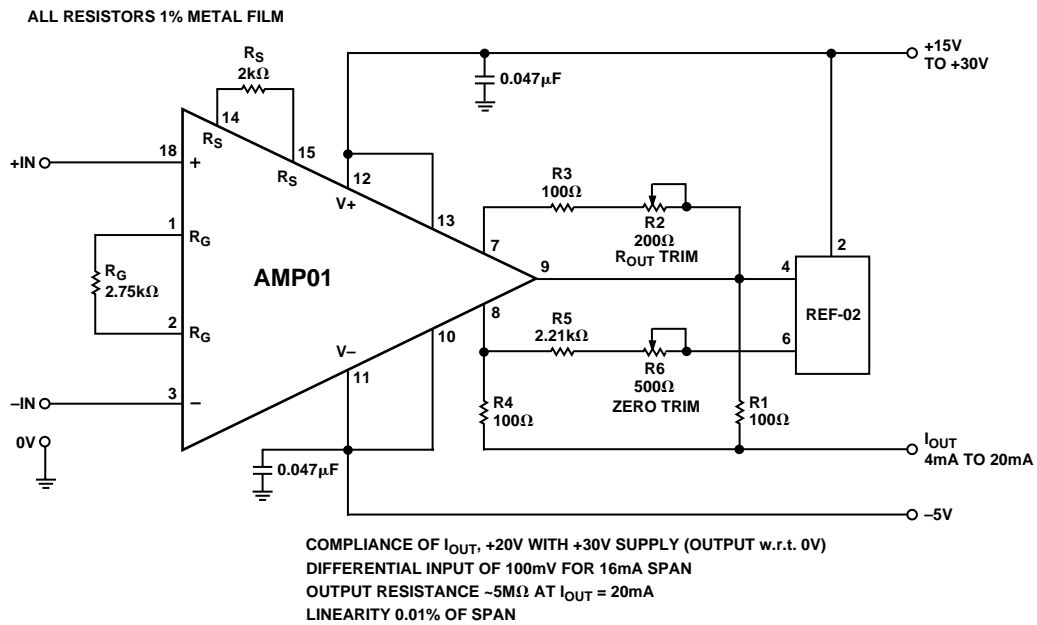 ALL RESISTORS 1% METAL FILM
+15V
TO +30V
RS
2kΩ
0.047μF
14
RS
15
RS
18
+IN
+
12
V+
13
R3
100Ω
R2
200Ω
ROUT TRIM
7
2
1
RG
RG
2.75kΩ
AMP01
9
4
REF-02
8
R5
2.21kΩ
6
2
RG
10
V–
11
R6
500Ω
ZERO TRIM
–IN
3
–
R4
100Ω
R1
100Ω
0V
IOUT
4mA TO 20mA
0.047μF
–5V
COMPLIANCE OF IOUT, +20V WITH +30V SUPPLY (OUTPUT w.r.t. 0V)
DIFFERENTIAL INPUT OF 100mV FOR 16mA SPAN
OUTPUT RESISTANCE ~5MΩ AT IOUT = 20mA
LINEARITY 0.01% OF SPAN